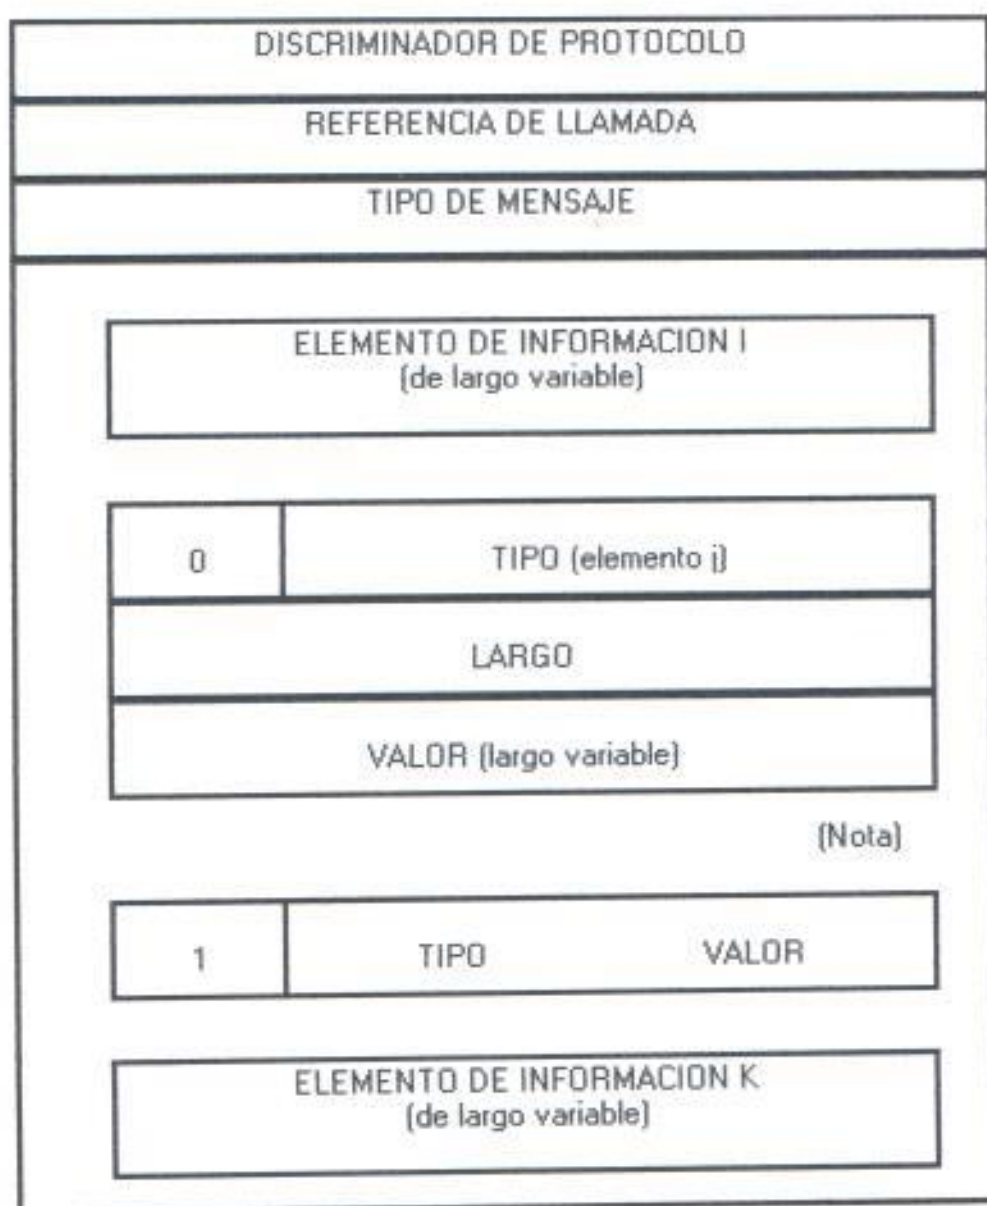 DISCRIMINADOR DE PROTOCOLO
REFERENCIA DE LLAMADA
TIPO DE MENSAJE
ELEMENTO DE INFORMACION I
(de largo variable)
0 TIPO (elemento j)
LARGO
VALOR (largo variable)
(Nota)
1 TIPO VALOR
ELEMENTO DE INFORMACION K
(de largo variable)